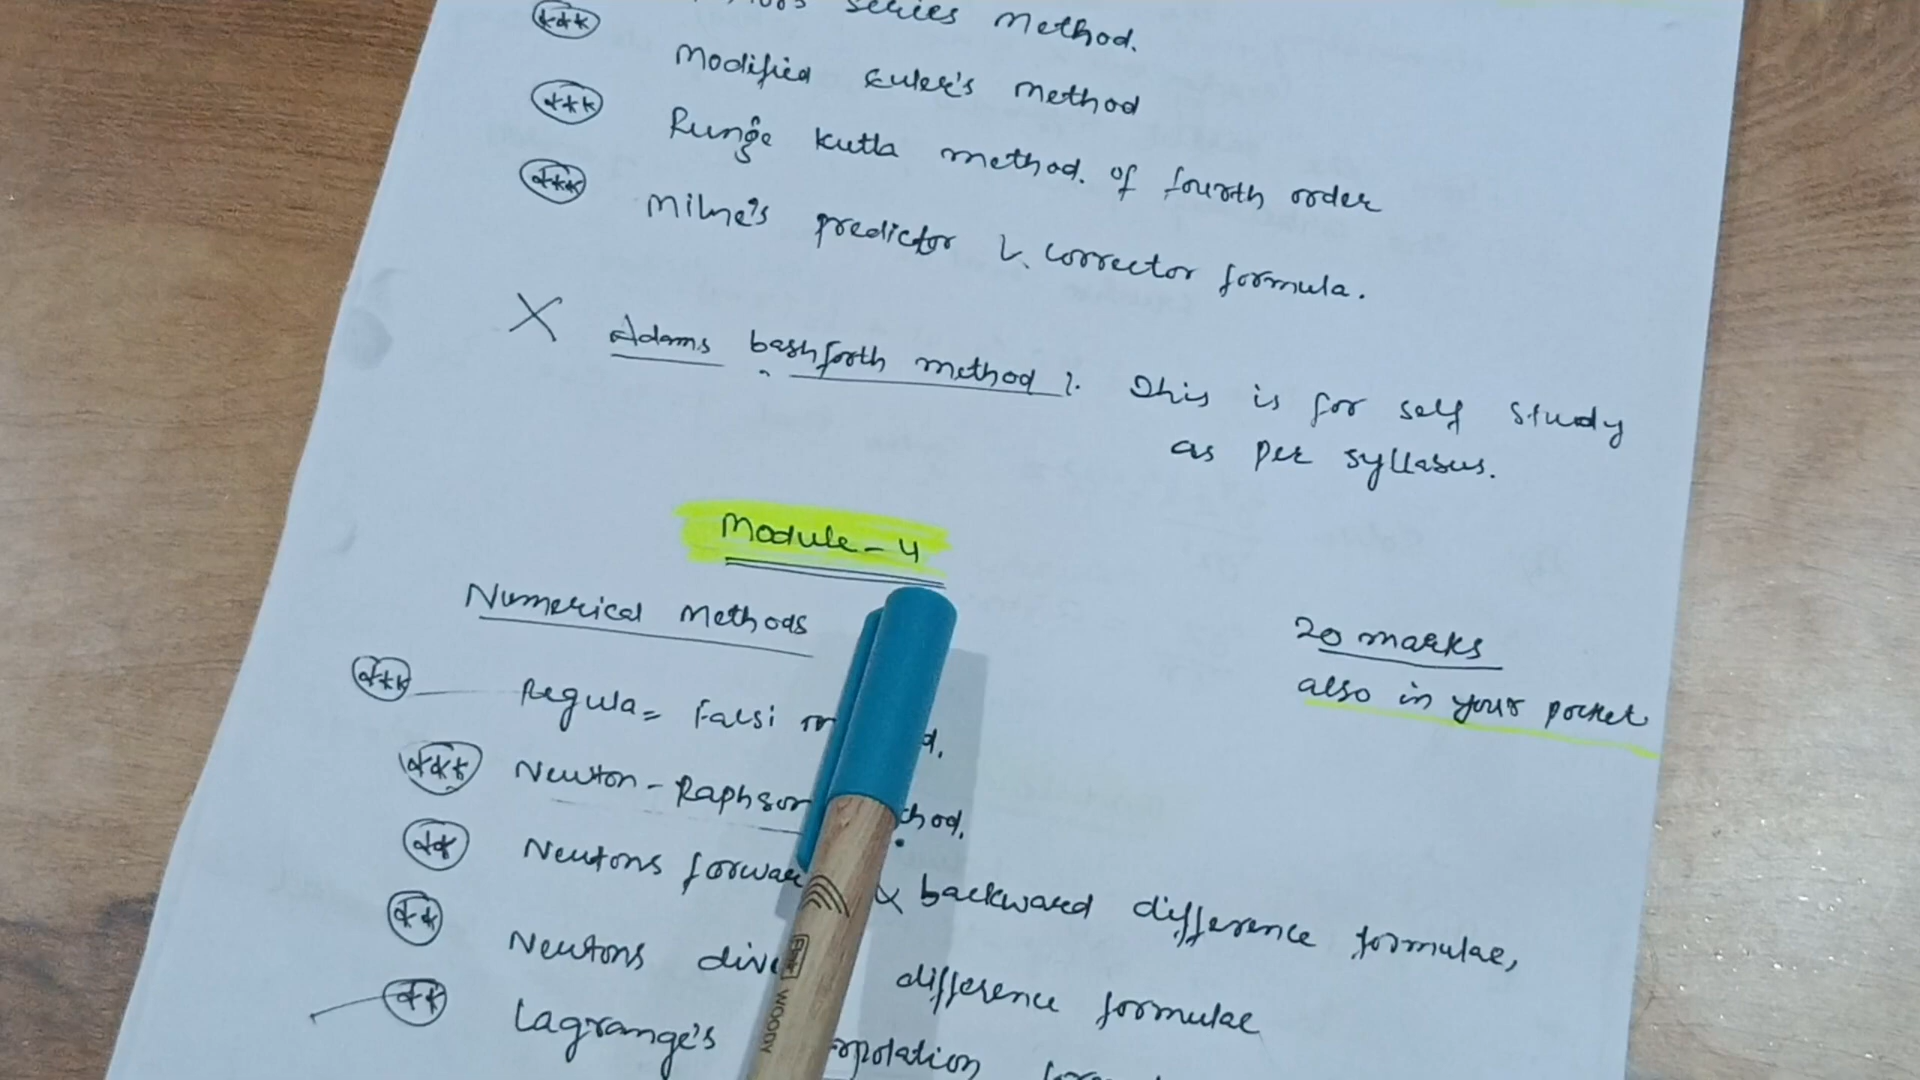 series method.
*** Modified Euler's method
*** Runge Kutta method. of fourth order
*** Milne's predictor & corrector formula.
X Adams bashforth method }. This is for self study
as per syllabus.
Module-4
Numerical Methods
20 marks
also in your pocket
*** Regula= Falsi
*** Newton-Raphson
** Newtons & backward difference formulae,
** Newtons difference formulae
** Lagrange's
Flair WOODY